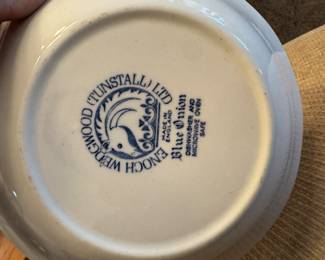 ENOCH WEDGWOOD (TUNSTALL) LTD
MADE IN
ENGLAND
Blue Onion
DISHWASHER AND
MICROWAVE OVEN
SAFE